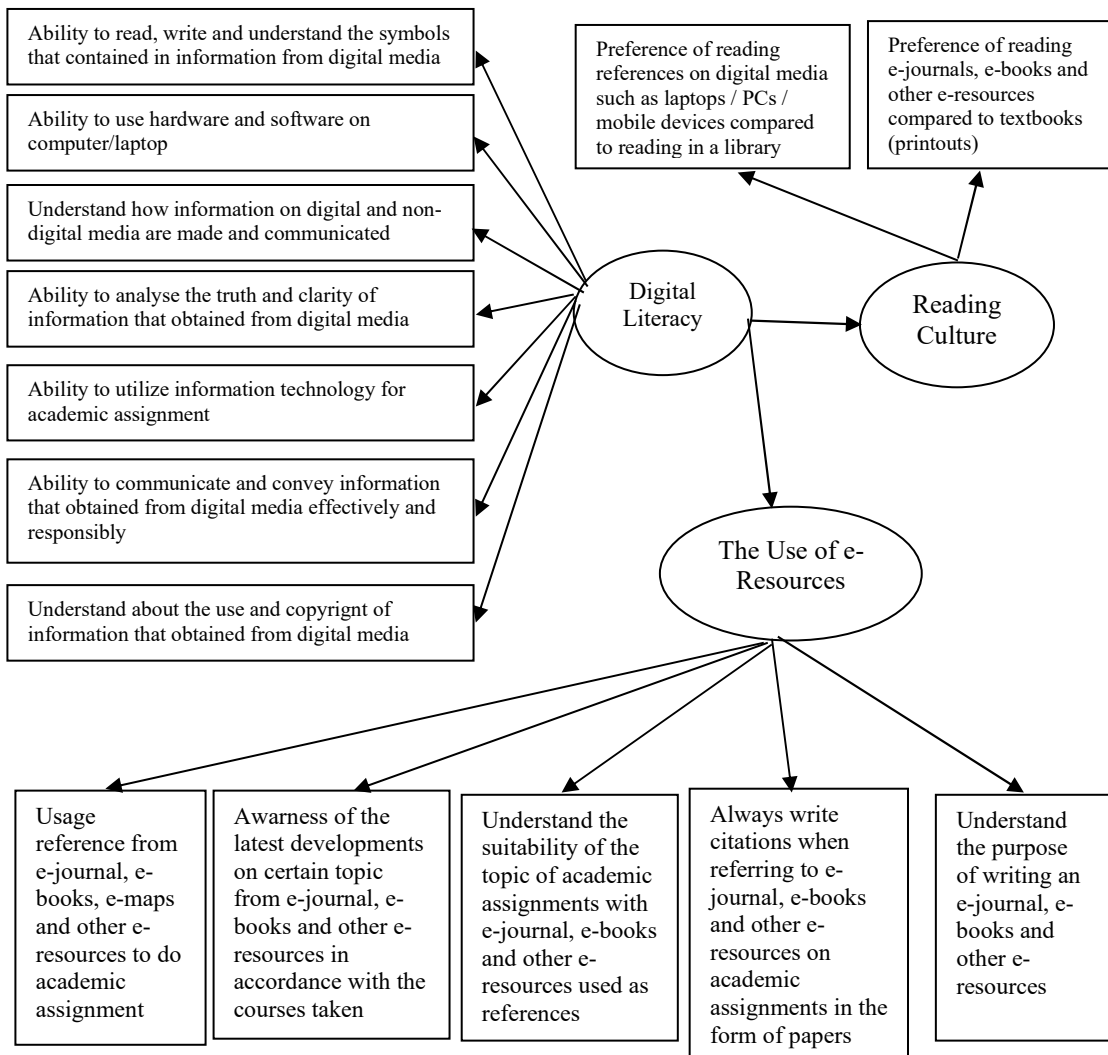 Ability to read, write and understand the symbols
that contained in information from digital media
Ability to use hardware and software on
computer/laptop
Understand how information on digital and non-
digital media are made and communicated
Ability to analyse the truth and clarity of
information that obtained from digital media
Ability to utilize information technology for
academic assignment
Ability to communicate and convey information
that obtained from digital media effectively and
responsibly
Understand about the use and copyrignt of
information that obtained from digital media
Preference of reading
references on digital media
such as laptops / PCs /
mobile devices compared
to reading in a library
Preference of reading
e-journals, e-books and
other e-resources
compared to textbooks
(printouts)
Digital
Literacy
Reading
Culture
The Use of e-
Resources
Usage
reference from
e-journal, e-
books, e-maps
and other e-
resources to do
academic
assignment
Awarness of the
latest developments
on certain topic
from e-journal, e-
books and other e-
resources in
accordance with the
courses taken
Understand the
suitability of the
topic of academic
assignments with
e-journal, e-books
and other e-
resources used as
references
Always write
citations when
referring to e-
journal, e-books
and other e-
resources on
academic
assignments in the
form of papers
Understand
the purpose
of writing an
e-journal, e-
books and
other e-
resources